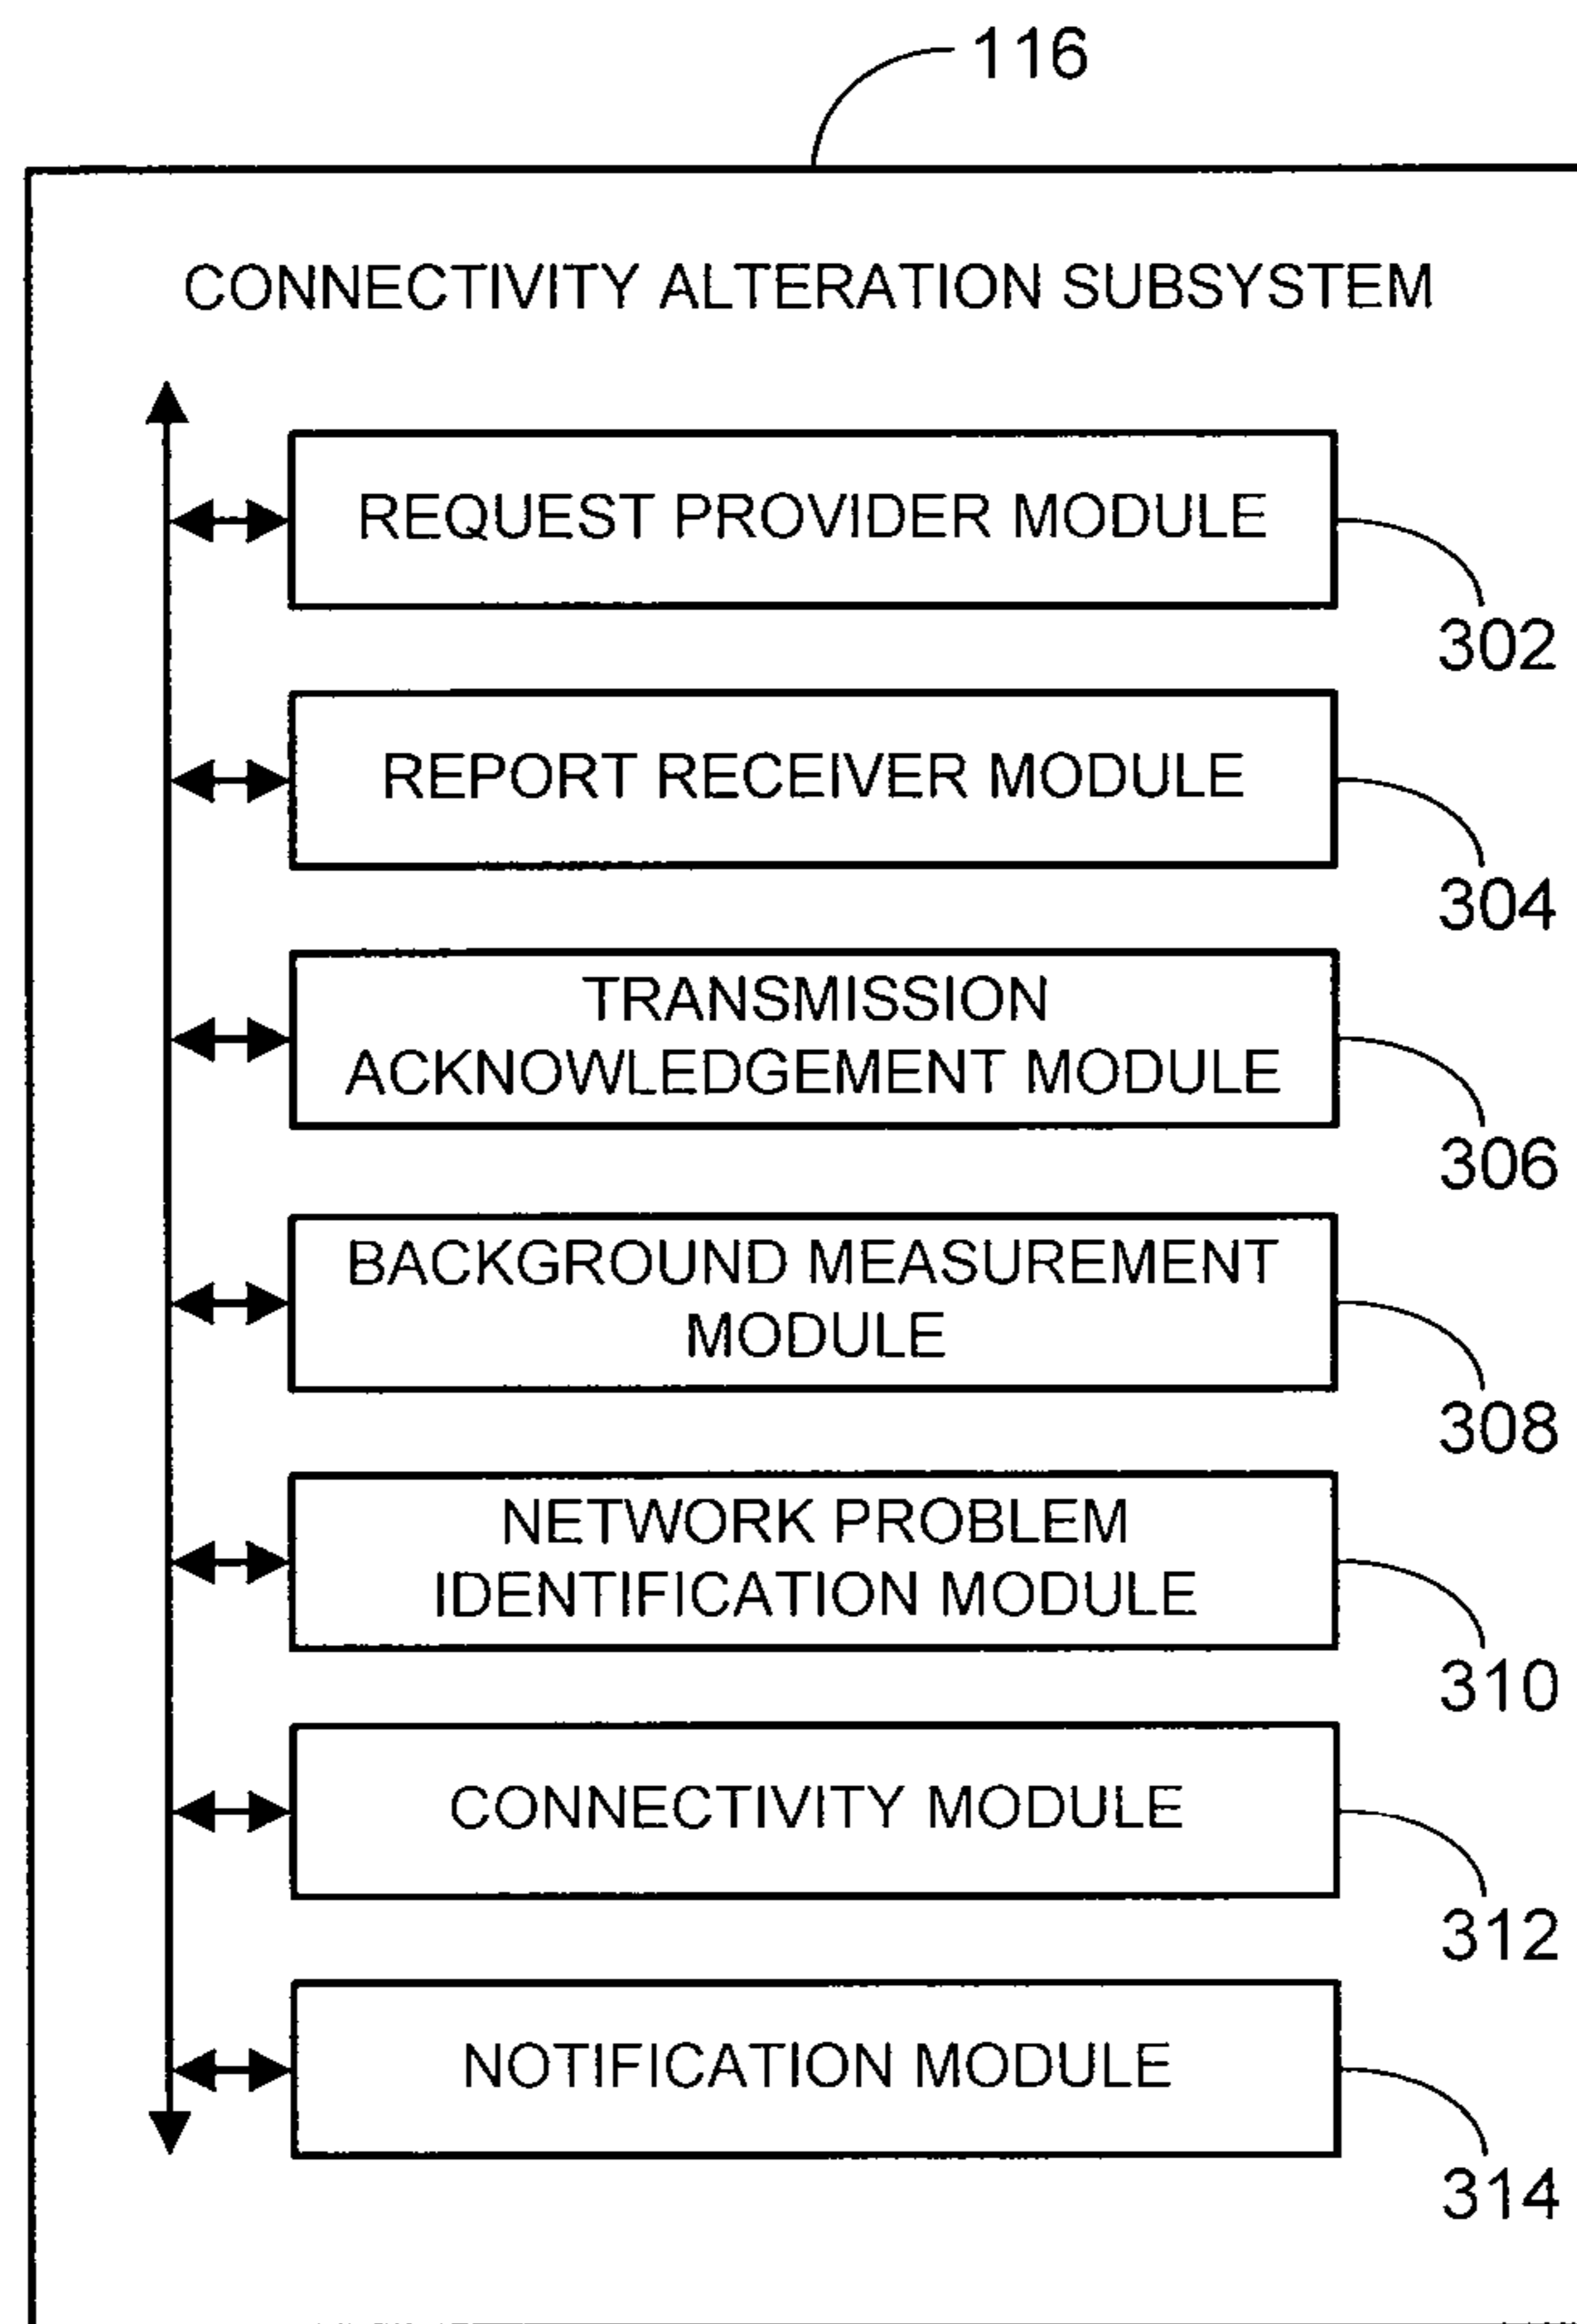 116
CONNECTIVITY ALTERATION SUBSYSTEM
REQUEST PROVIDER MODULE
302
REPORT RECEIVER MODULE
304
TRANSMISSION
ACKNOWLEDGEMENT MODULE
306
BACKGROUND MEASUREMENT
MODULE
308
NETWORK PROBLEM
IDENTIFICATION MODULE
310
CONNECTIVITY MODULE
312
NOTIFICATION MODULE
314